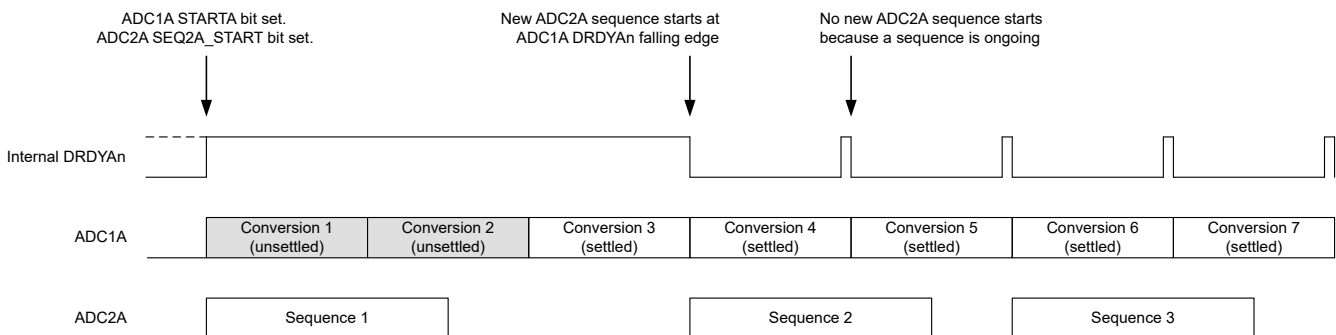 ADC1A STARTA bit set.
ADC2A SEQ2A_START bit set.
New ADC2A sequence starts at
ADC1A DRDYAn falling edge
No new ADC2A sequence starts
because a sequence is ongoing
Internal DRDYAn
ADC1A
Conversion 1
(unsettled)
Conversion 2
(unsettled)
Conversion 3
(settled)
Conversion 4
(settled)
Conversion 5
(settled)
Conversion 6
(settled)
Conversion 7
(settled)
ADC2A
Sequence 1
Sequence 2
Sequence 3